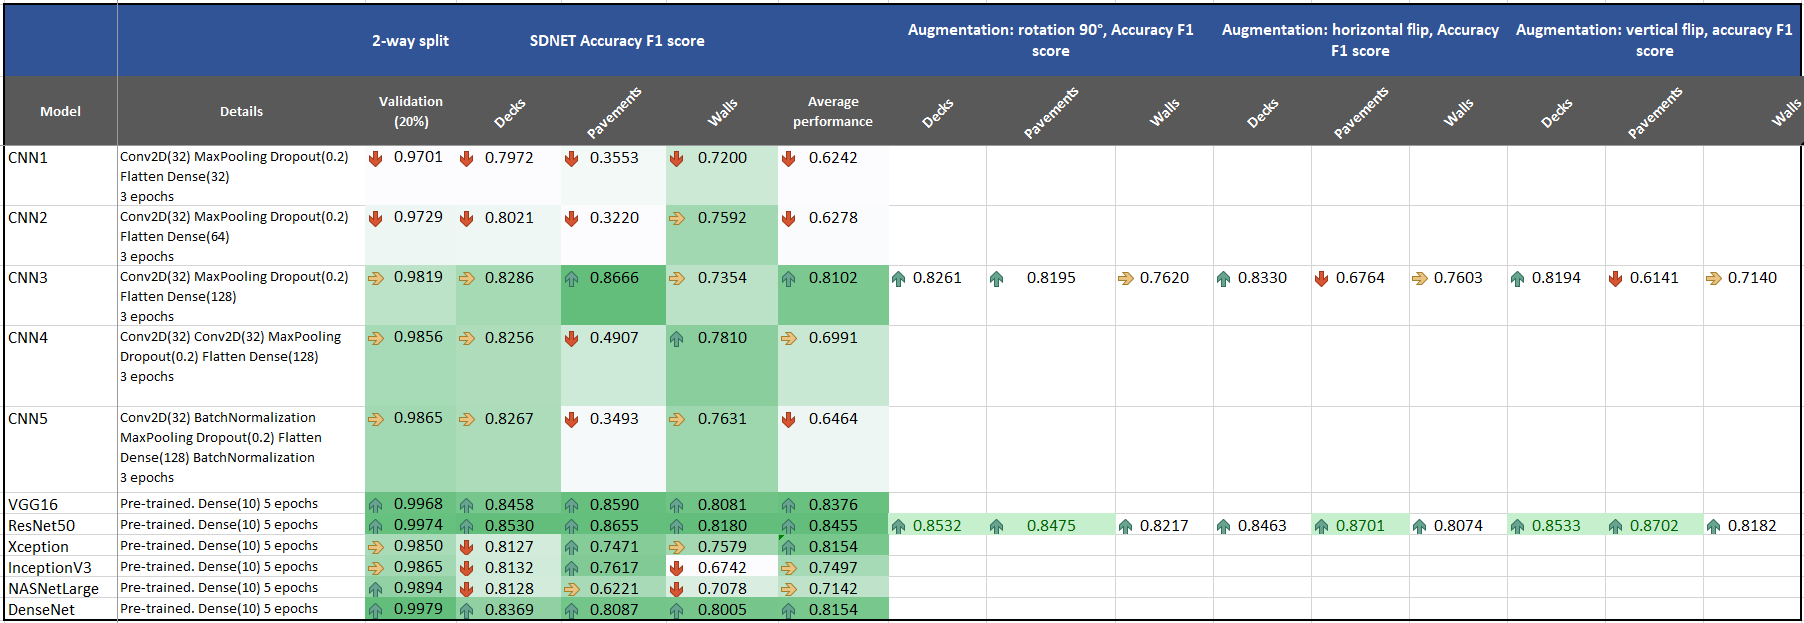 2-way split SDNET Accuracy F1 score Augmentation: rotation 90°, Accuracy F1 score Augmentation: horizontal flip, Accuracy F1 score Augmentation: vertical flip, accuracy F1 score
Model Details Validation (20%) Decks Pavements Walls Average performance Decks Pavements Walls Decks Pavements Walls Decks Pavements Walls
CNN1 Conv2D(32) MaxPooling Dropout(0.2) 0.9701 0.7972 0.3553 0.7200 0.6242
Flatten Dense(32)
3 epochs
CNN2 Conv2D(32) MaxPooling Dropout(0.2) 0.9729 0.8021 0.3220 0.7592 0.6278
Flatten Dense(64)
3 epochs
CNN3 Conv2D(32) MaxPooling Dropout(0.2) 0.9819 0.8286 0.8666 0.7354 0.8102 0.8261 0.8195 0.7620 0.8330 0.6764 0.7603 0.8194 0.6141 0.7140
Flatten Dense(128)
3 epochs
CNN4 Conv2D(32) Conv2D(32) MaxPooling 0.9856 0.8256 0.4907 0.7810 0.6991
Dropout(0.2) Flatten Dense(128)
3 epochs
CNN5 Conv2D(32) BatchNormalization 0.9865 0.8267 0.3493 0.7631 0.6464
MaxPooling Dropout(0.2) Flatten
Dense(128) BatchNormalization
3 epochs
VGG16 Pre-trained. Dense(10) 5 epochs 0.9968 0.8458 0.8590 0.8081 0.8376
ResNet50 Pre-trained. Dense(10) 5 epochs 0.9974 0.8530 0.8655 0.8180 0.8455 0.8532 0.8475 0.8217 0.8463 0.8701 0.8074 0.8533 0.8702 0.8182
Xception Pre-trained. Dense(10) 5 epochs 0.9850 0.8127 0.7471 0.7579 0.8154
InceptionV3 Pre-trained. Dense(10) 5 epochs 0.9865 0.8132 0.7617 0.6742 0.7497
NASNetLarge Pre-trained. Dense(10) 5 epochs 0.9894 0.8128 0.6221 0.7078 0.7142
DenseNet Pre-trained. Dense(10) 5 epochs 0.9979 0.8369 0.8087 0.8005 0.8154